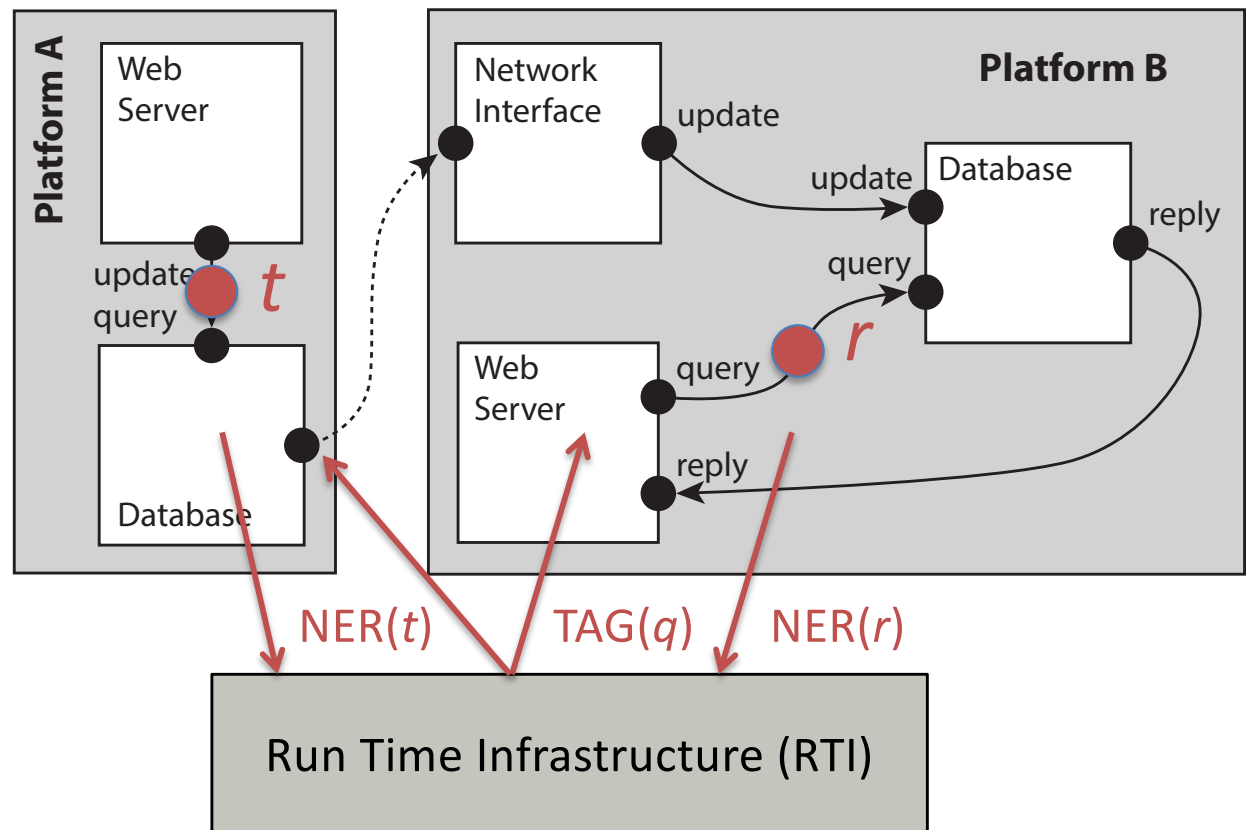 Platform A
Web
Server
update
query
t
Database
Network
Interface
update
Platform B
update
Database
query
reply
r
Web
Server
query
reply
NER(t)
TAG(q)
NER(r)
Run Time Infrastructure (RTI)